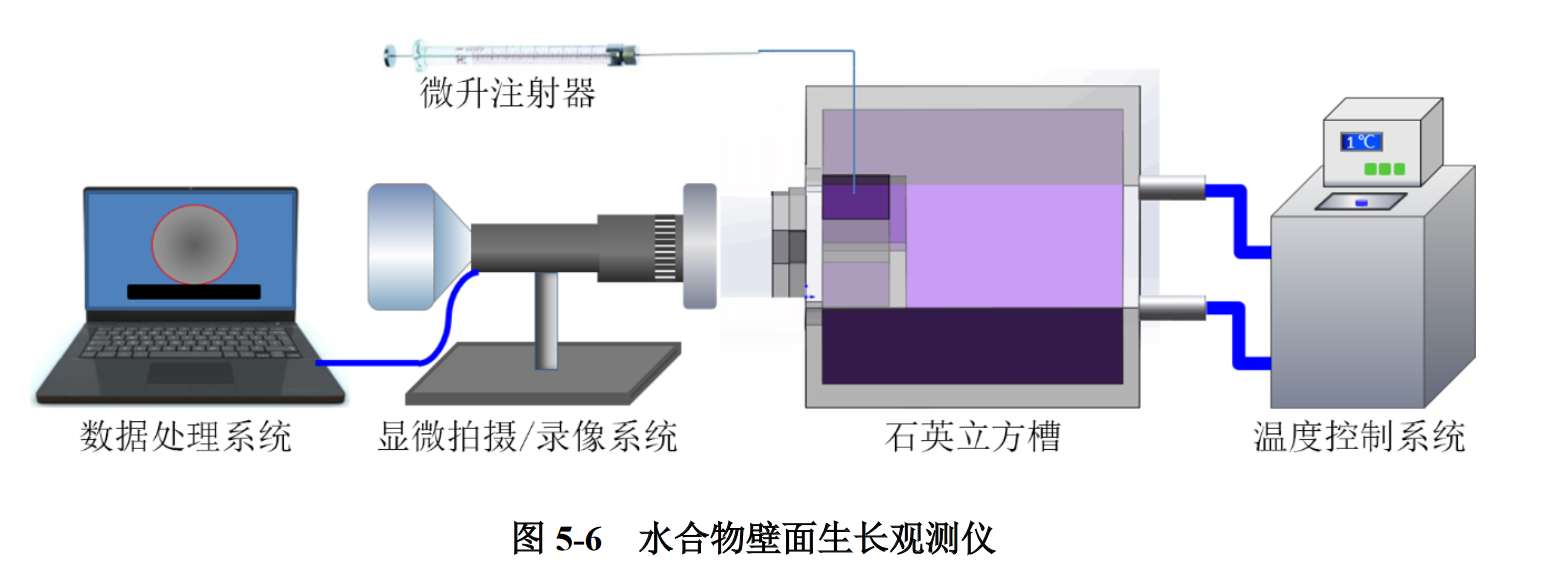 微升注射器
1℃
数据处理系统
显微拍摄/录像系统
石英立方槽
温度控制系统
图 5-6 水合物壁面生长观测仪